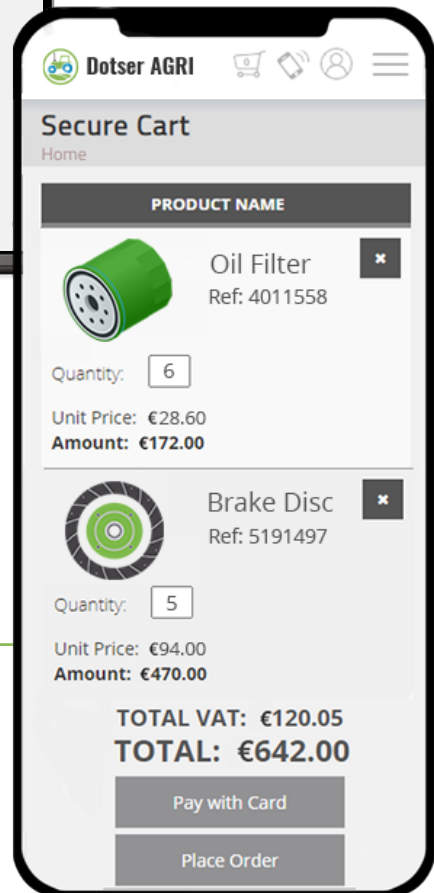 Dotser AGRI
0
Secure Cart
Home
PRODUCT NAME
Oil Filter
Ref: 4011558
Quantity: 6
Unit Price: €28.60
Amount: €172.00
Brake Disc
Ref: 5191497
Quantity: 5
Unit Price: €94.00
Amount: €470.00
TOTAL VAT: €120.05
TOTAL: €642.00
Pay with Card
Place Order